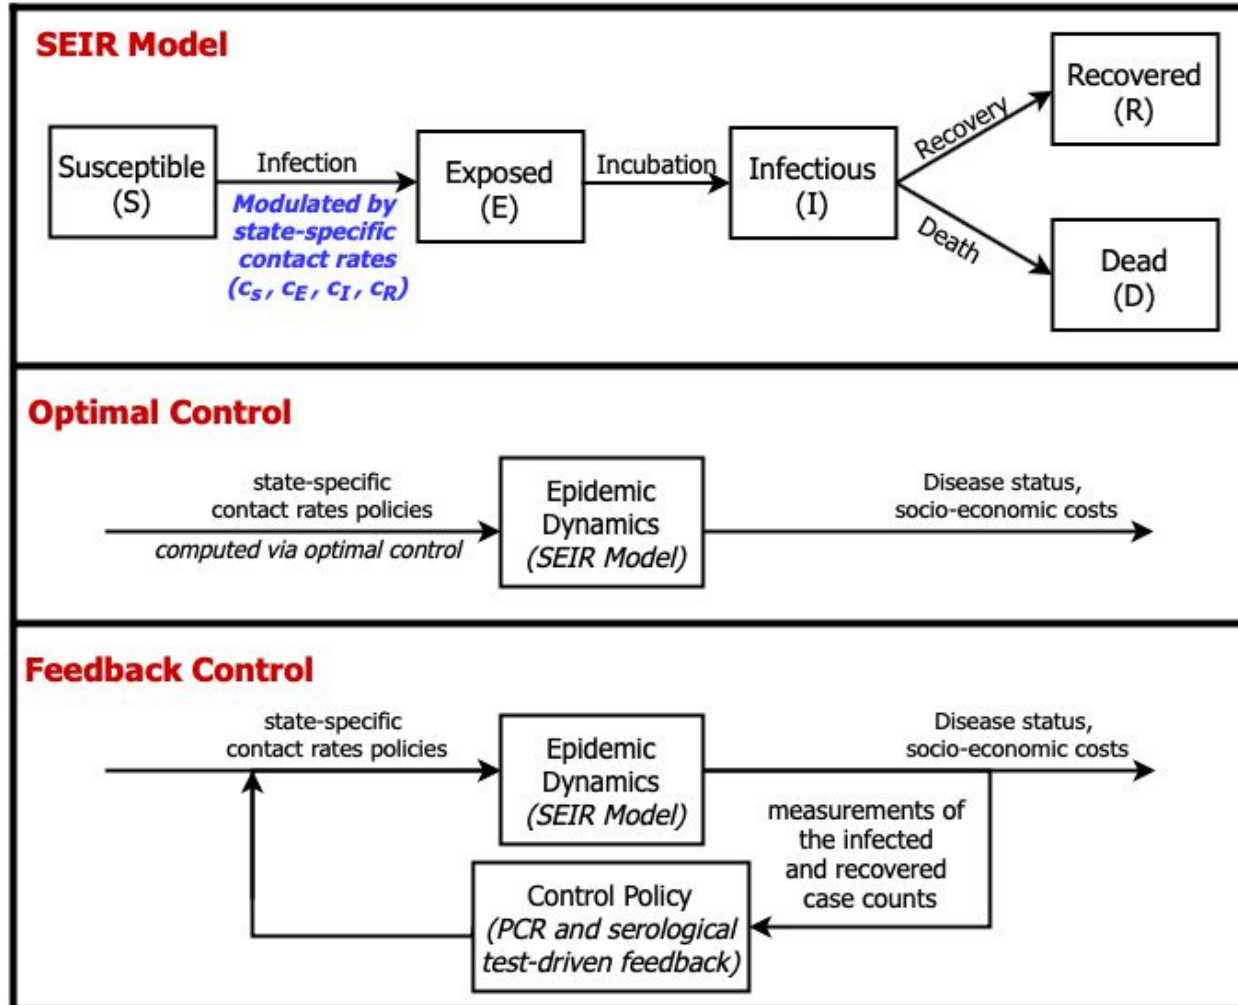 SEIR Model
Susceptible
(S)
Infection
Modulated by
state-specific
contact rates
(cs, cE, cI, cR)
Exposed
(E)
Incubation
Infectious
(I)
Recovery
Death
Recovered
(R)
Dead
(D)
Optimal Control
state-specific
contact rates policies
computed via optimal control
Epidemic
Dynamics
(SEIR Model)
Disease status,
socio-economic costs
Feedback Control
state-specific
contact rates policies
Epidemic
Dynamics
(SEIR Model)
Disease status,
socio-economic costs
measurements of
the infected
and recovered
case counts
Control Policy
(PCR and serological
test-driven feedback)